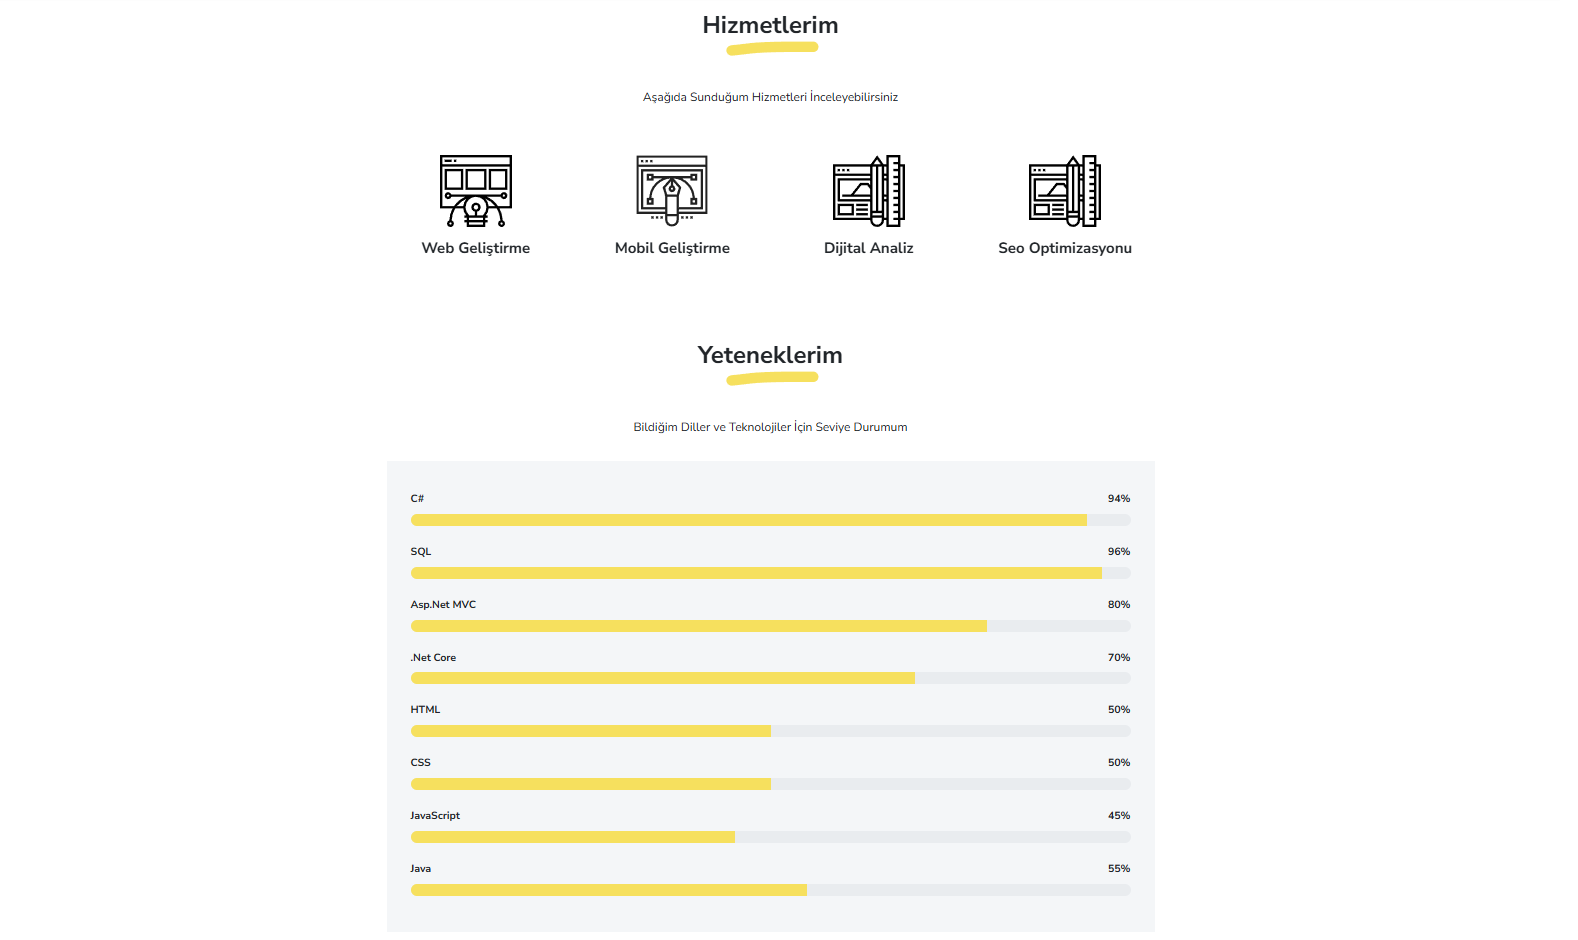 Hizmetlerim
Aşağıda Sunduğum Hizmetleri İnceleyebilirsiniz
Web Geliştirme Mobil Geliştirme Dijital Analiz Seo Optimizasyonu
Yeteneklerim
Bildiğim Diller ve Teknolojiler İçin Seviye Durumum
C# 94%
SQL 96%
Asp.Net MVC 80%
.Net Core 70%
HTML 50%
CSS 50%
JavaScript 45%
Java 55%